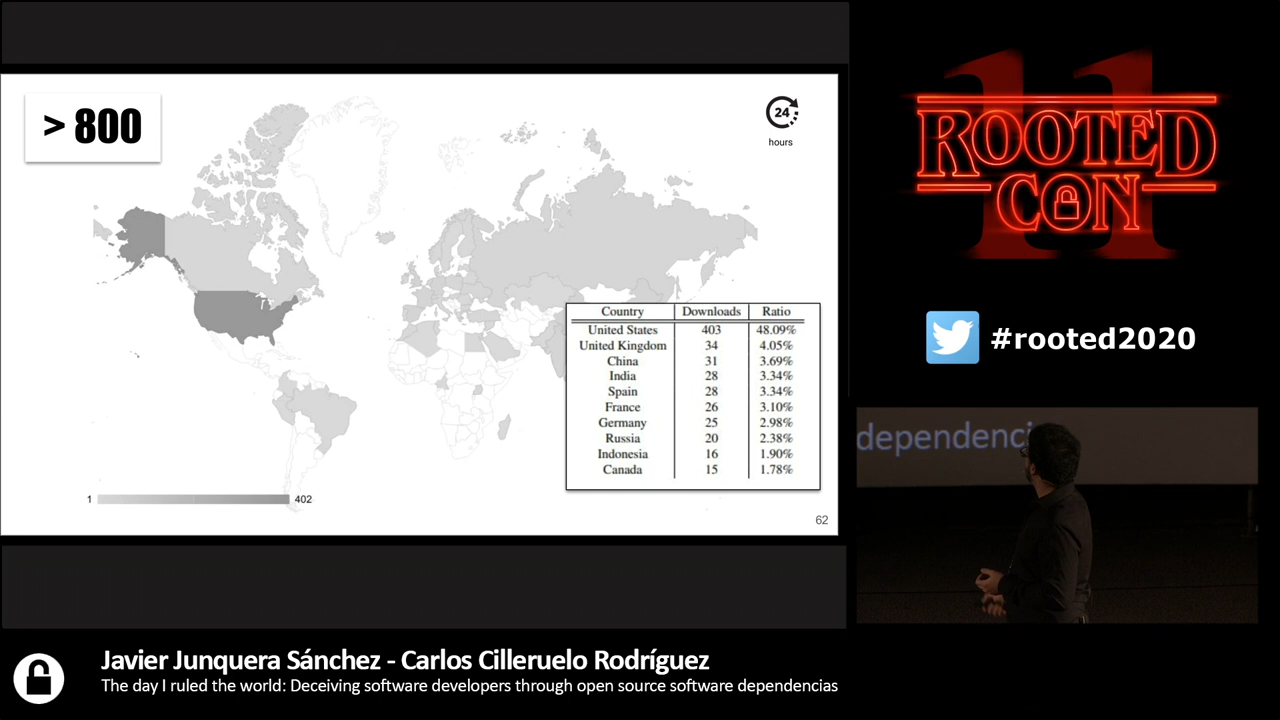 > 800
24
hours
Country Downloads Ratio
United States 403 48.09%
United Kingdom 34 4.05%
China 31 3.69%
India 28 3.34%
Spain 28 3.34%
France 26 3.10%
Germany 25 2.98%
Russia 20 2.38%
Indonesia 16 1.90%
Canada 15 1.78%
1 402
62
11
ROOTED
CON
#rooted2020
dependenci
Javier Junquera Sánchez - Carlos Cilleruelo Rodríguez
The day I ruled the world: Deceiving software developers through open source software dependencias